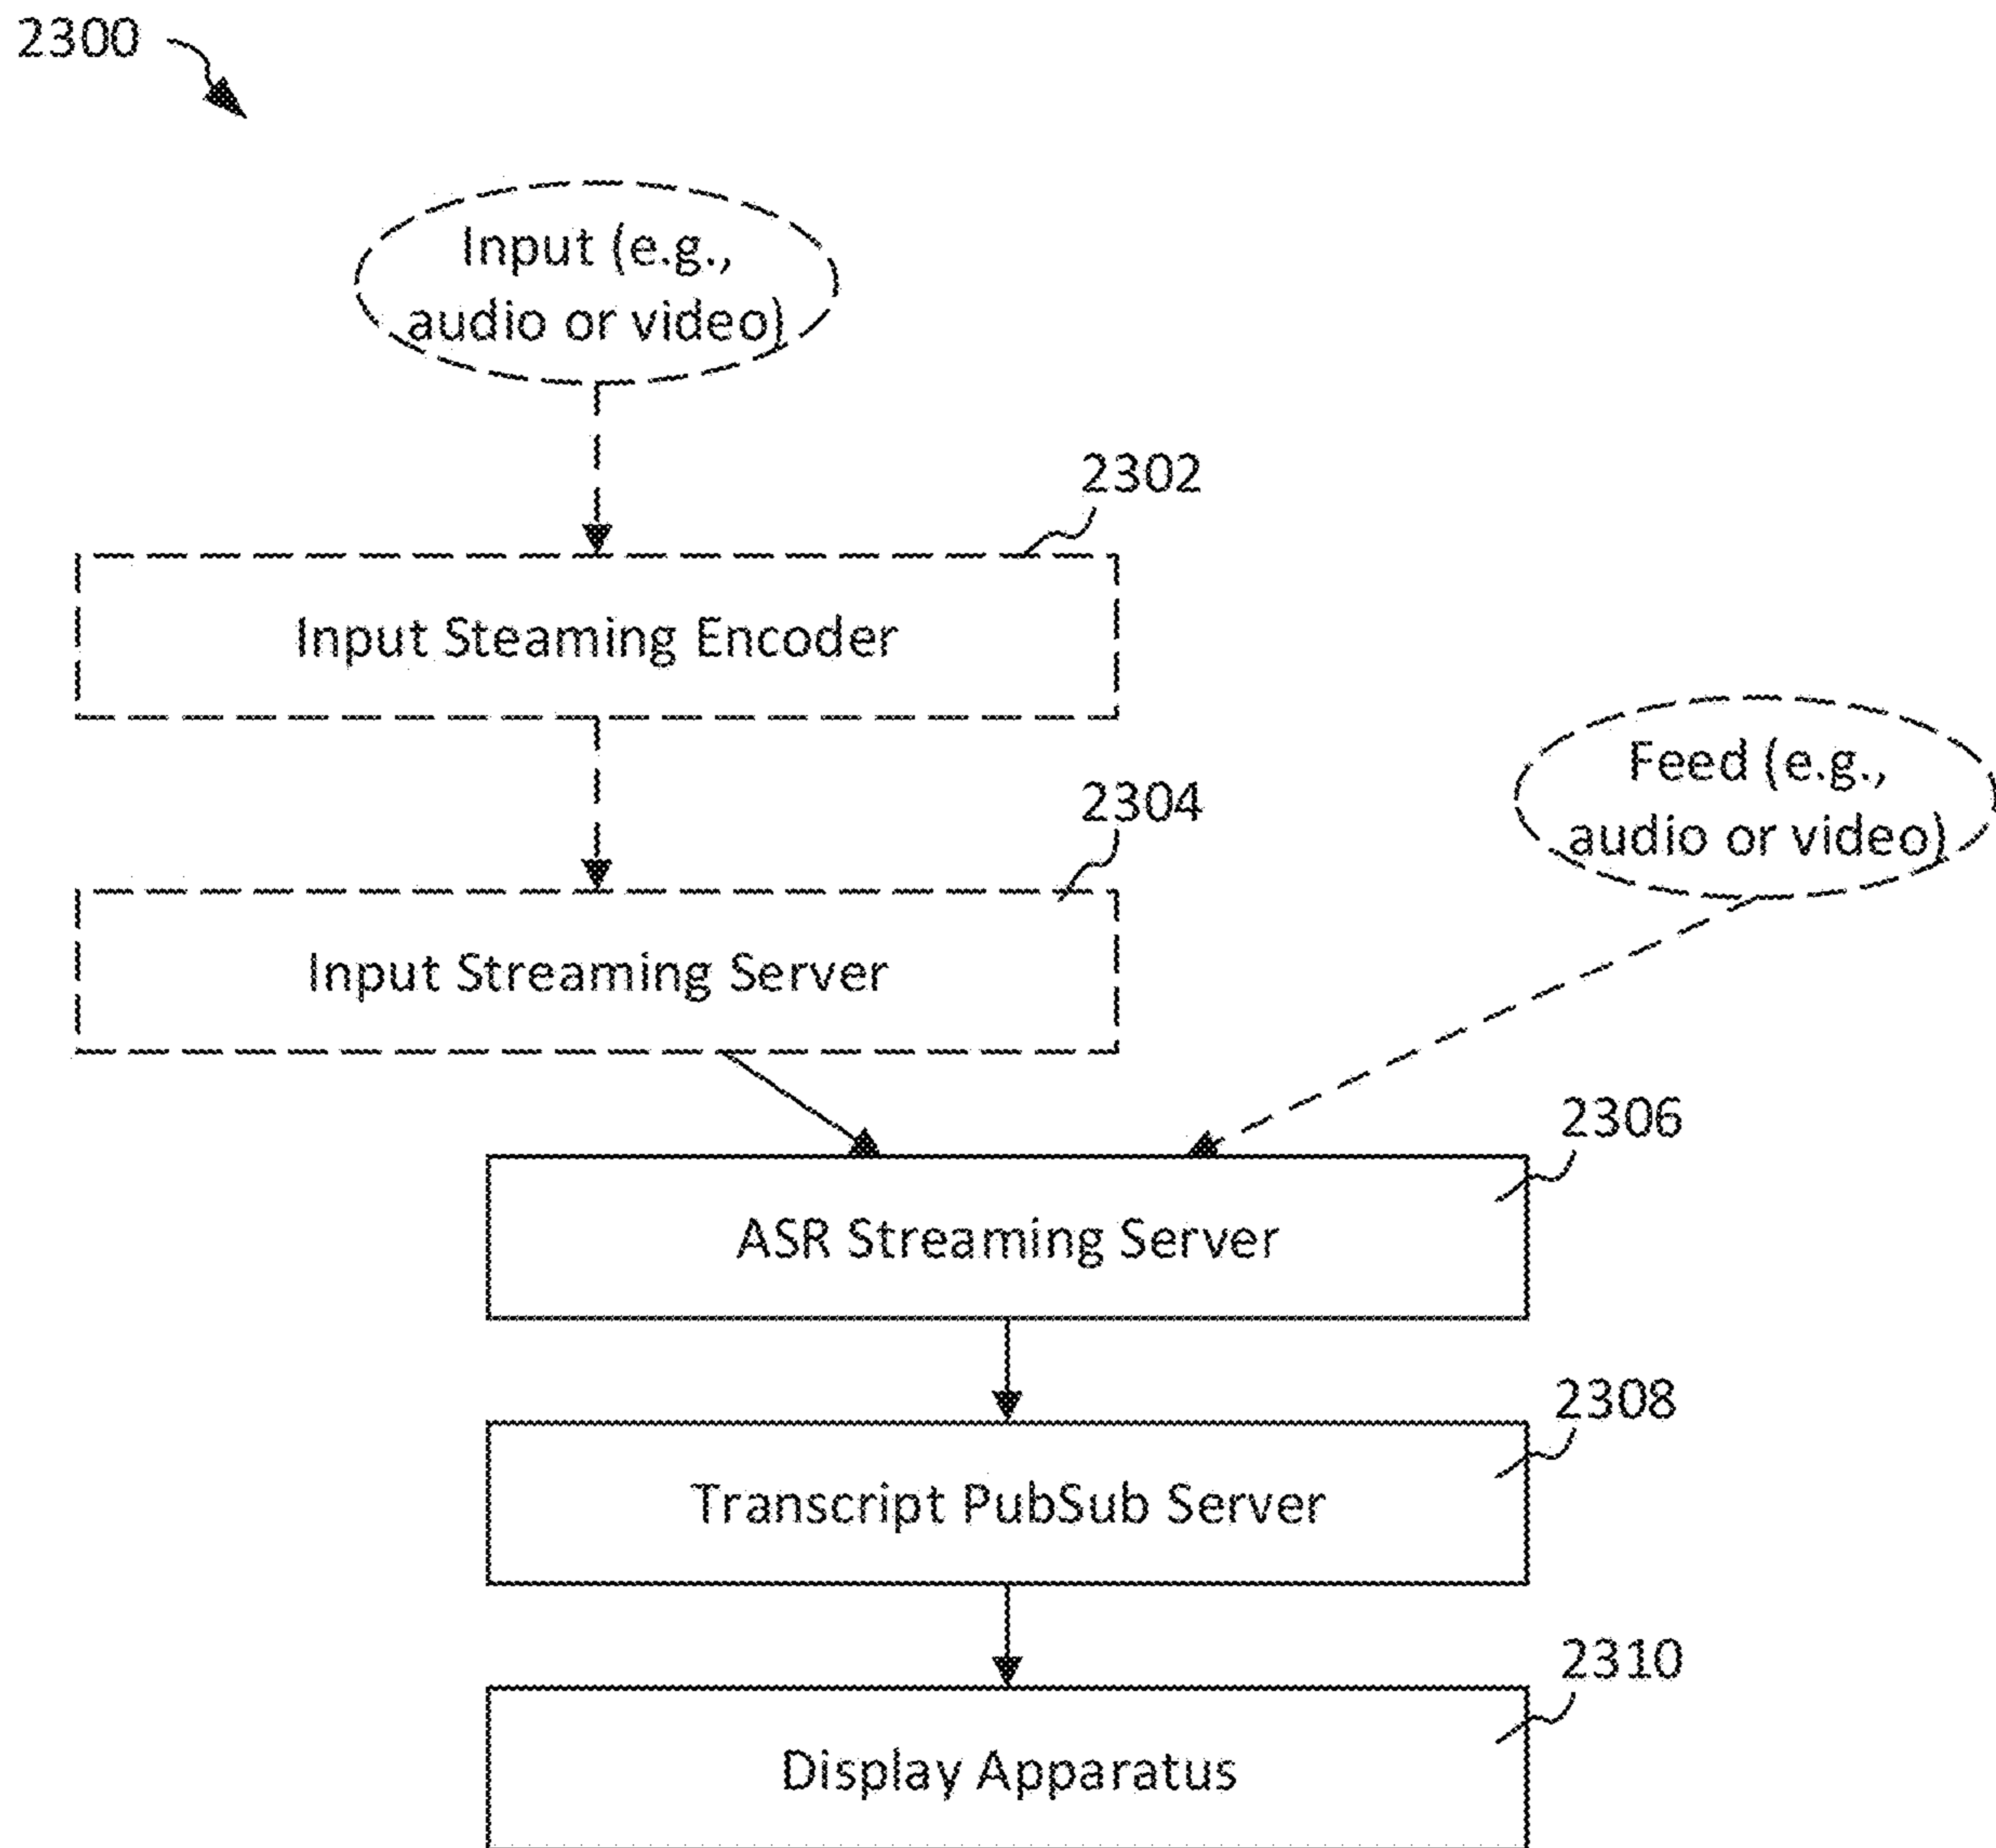 2300
Input (e.g.,
audio or video)
2302
Input Steaming Encoder
2304
Input Streaming Server
Feed (e.g.,
audio or video)
2306
ASR Streaming Server
2308
Transcript PubSub Server
2310
Display Apparatus